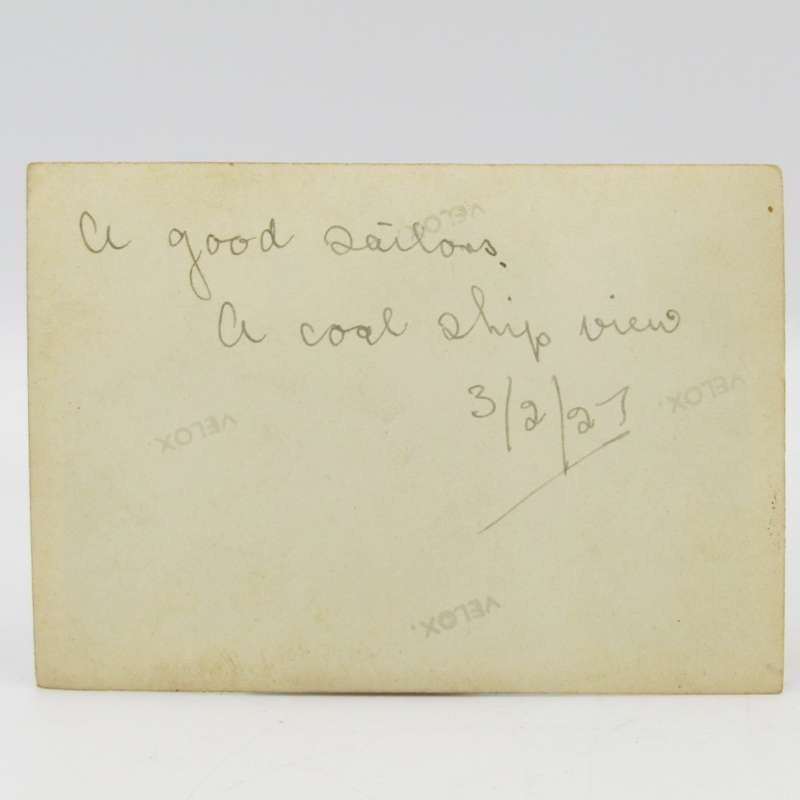 A good sailors.
A coal ship view
3/2/27
VELOX.
VELOX.
VELOX.
VELOX.